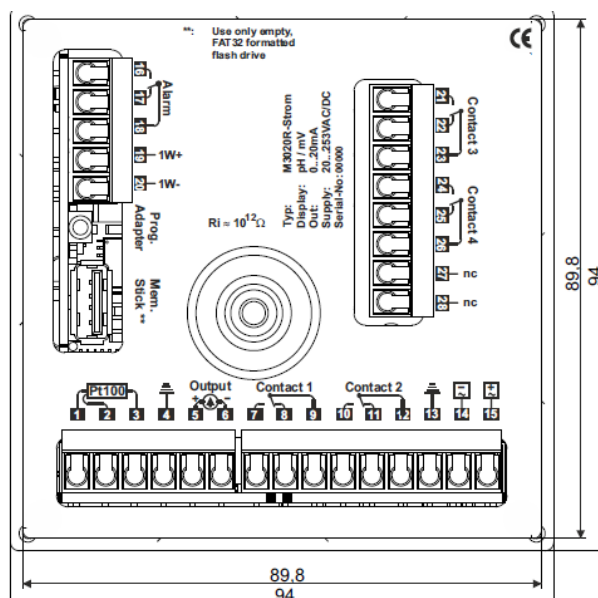 **: Use only empty,
FAT32 formatted
flash drive
CE
16
17
18
19
20
Alarm
1W+
1W-
Prog.
Adapter
Mem.
Stick **
Ri ≈ 10¹²Ω
Typ: M3020R-Strom
Display: pH / mV
Out: 0...20mA
Supply: 20...253VAC/DC
Serial-No: 00000
21
22
23
24
25
26
27
28
Contact 3
Contact 4
nc
nc
Pt100
Output
+ -
Contact 1
Contact 2
- ~
+ ~
1 2 3 4 5 6 7 8 9 10 11 12 13 14 15
89,8
94
89,8
94